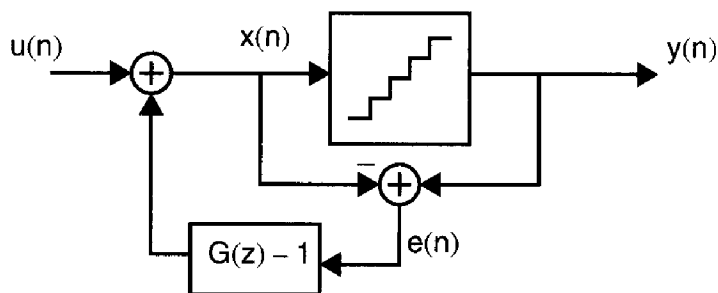 u(n)
x(n)
y(n)
+
−
+
e(n)
G(z) – 1